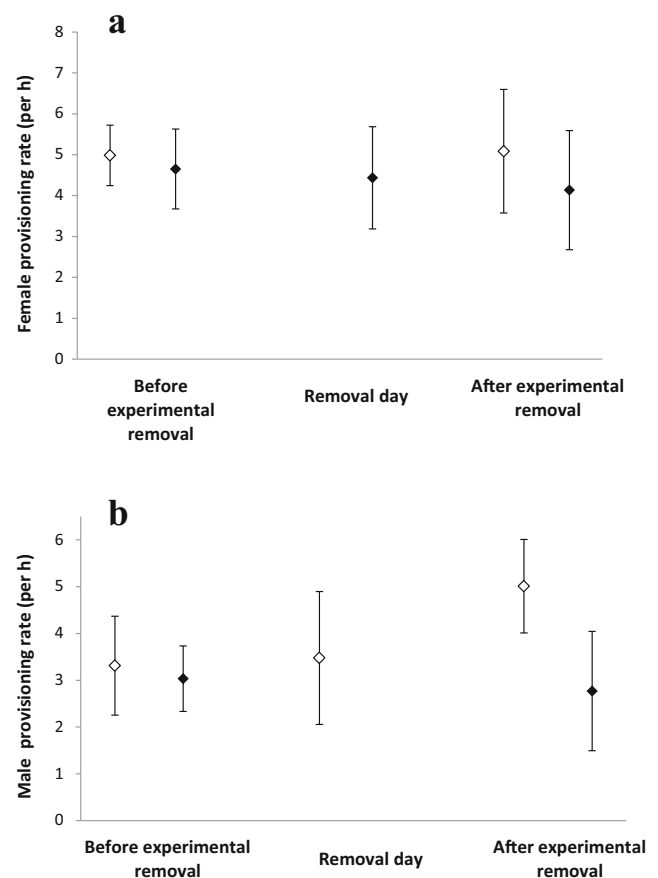 a
8
7
6
5
4
3
2
1
0
Female provisioning rate (per h)
Before
experimental
removal
Removal day
After experimental
removal
b
6
5
4
3
2
1
0
Male provisioning rate (per h)
Before experimental
removal
Removal day
After experimental
removal